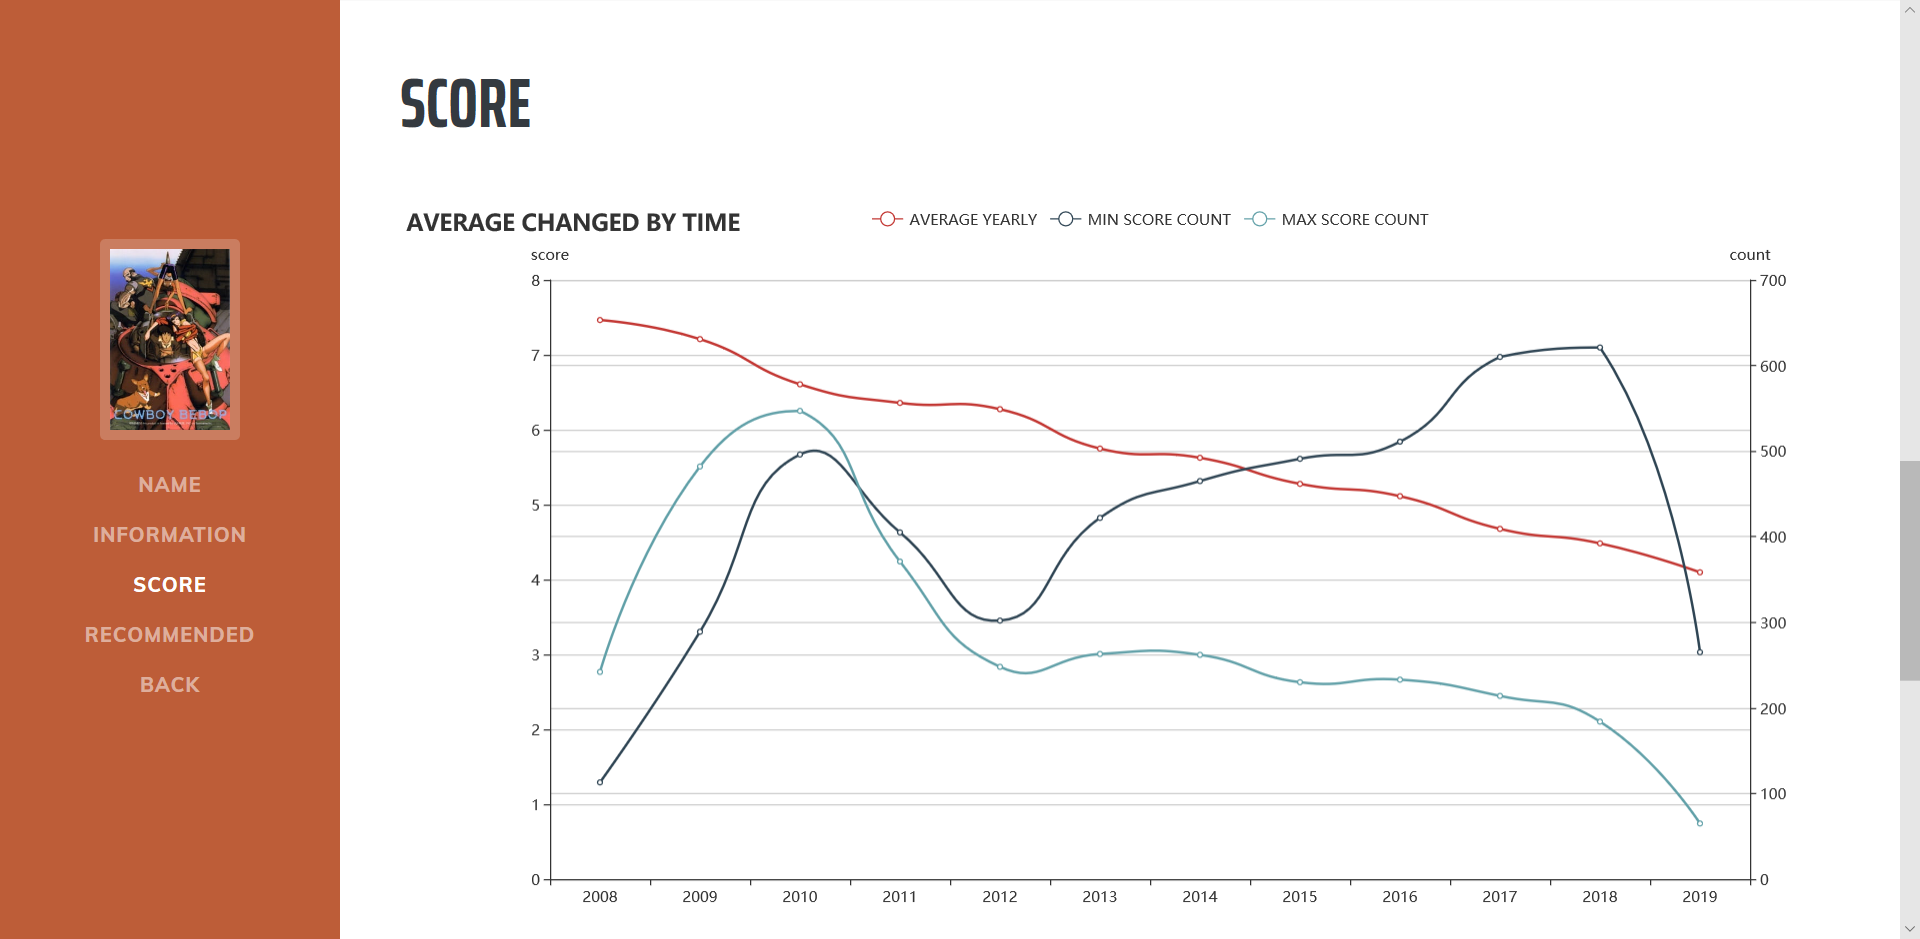 COWBOY BEBOP
NAME
INFORMATION
SCORE
RECOMMENDED
BACK
SCORE
AVERAGE CHANGED BY TIME
AVERAGE YEARLY MIN SCORE COUNT MAX SCORE COUNT
score
count
8
7
6
5
4
3
2
1
0
700
600
500
400
300
200
100
0
2008 2009 2010 2011 2012 2013 2014 2015 2016 2017 2018 2019